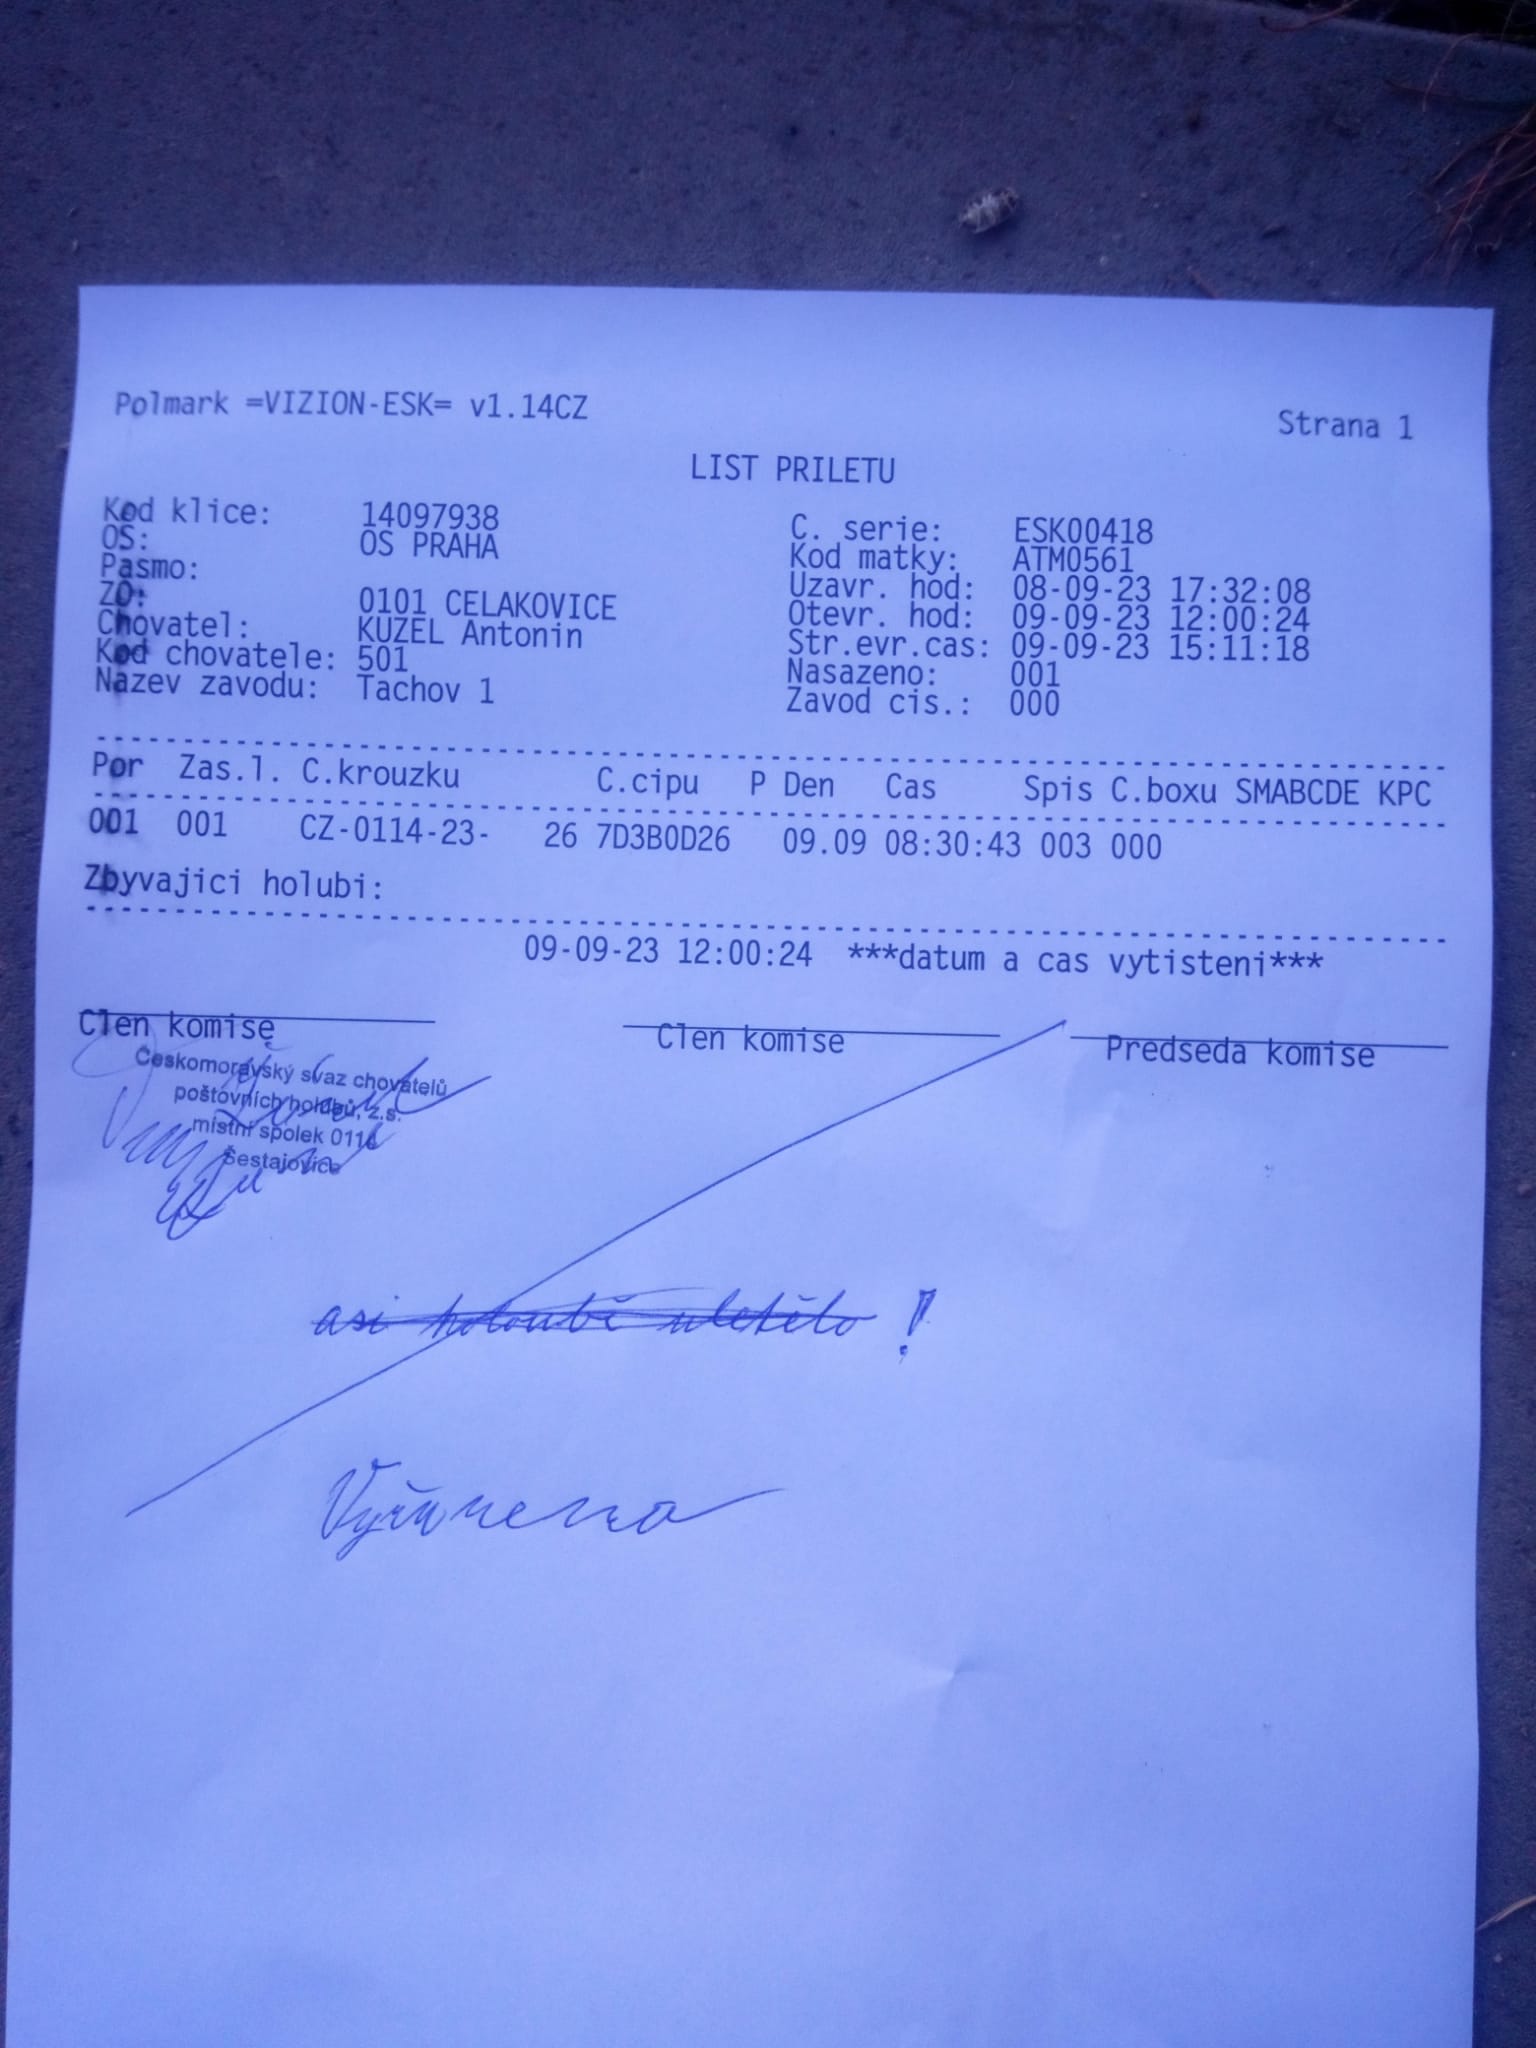 Polmark =VIZION-ESK= v1.14CZ
Strana 1
LIST PRILETU
Kod klice: 14097938
OS: OS PRAHA
Pasmo:
ZO: 0101 CELAKOVICE
Chovatel: KUZEL Antonin
Kod chovatele: 501
Nazev zavodu: Tachov 1
C. serie: ESK00418
Kod matky: ATM0561
Uzavr. hod: 08-09-23 17:32:08
Otevr. hod: 09-09-23 12:00:24
Str.evr.cas: 09-09-23 15:11:18
Nasazeno: 001
Zavod cis.: 000
Por Zas.l. C.krouzku C.cipu P Den Cas Spis C.boxu SMABCDE KPC
001 001 CZ-0114-23- 26 7D3B0D26 09.09 08:30:43 003 000
Zbyvajici holubi:
09-09-23 12:00:24 ***datum a cas vytisteni***
Clen komise
Clen komise
Predseda komise
Českomoravský svaz chovatelů
poštovních holubů, z.s.
místní spolek 0114
Šestajovice
asi holoubě uletělo !